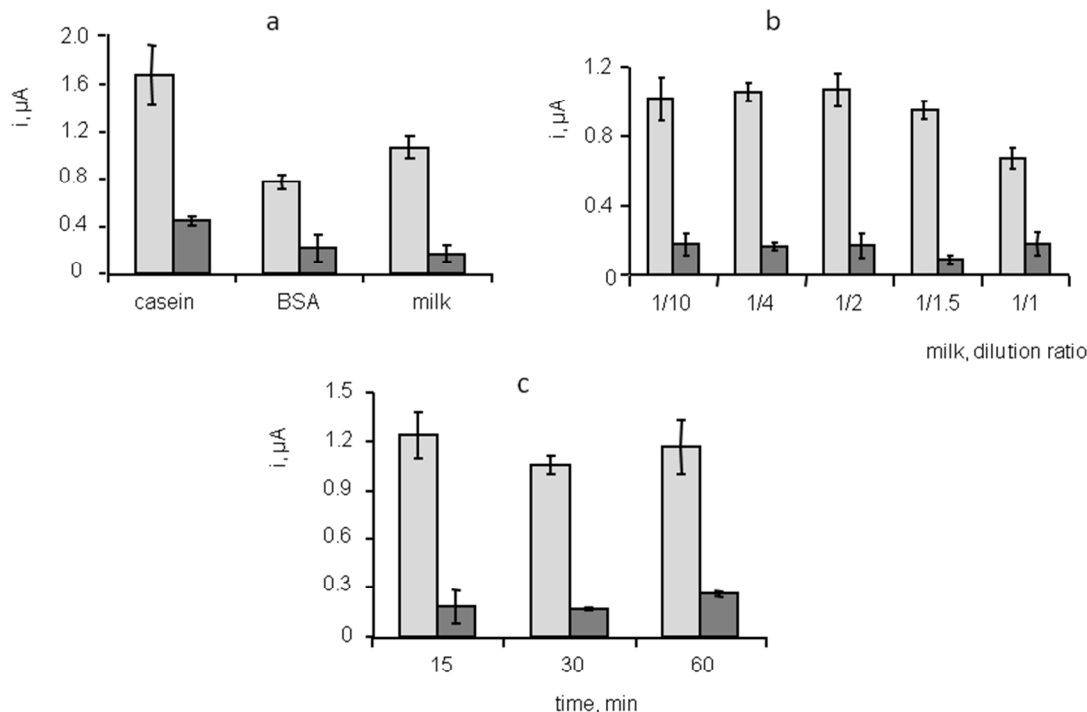 a
2.0
1.6
1.2
0.8
0.4
0
i, µA
casein BSA milk
b
1.2
0.8
0.4
0
i, µA
1/10 1/4 1/2 1/1.5 1/1
milk, dilution ratio
c
1.5
1.2
0.9
0.6
0.3
0
i, µA
15 30 60
time, min